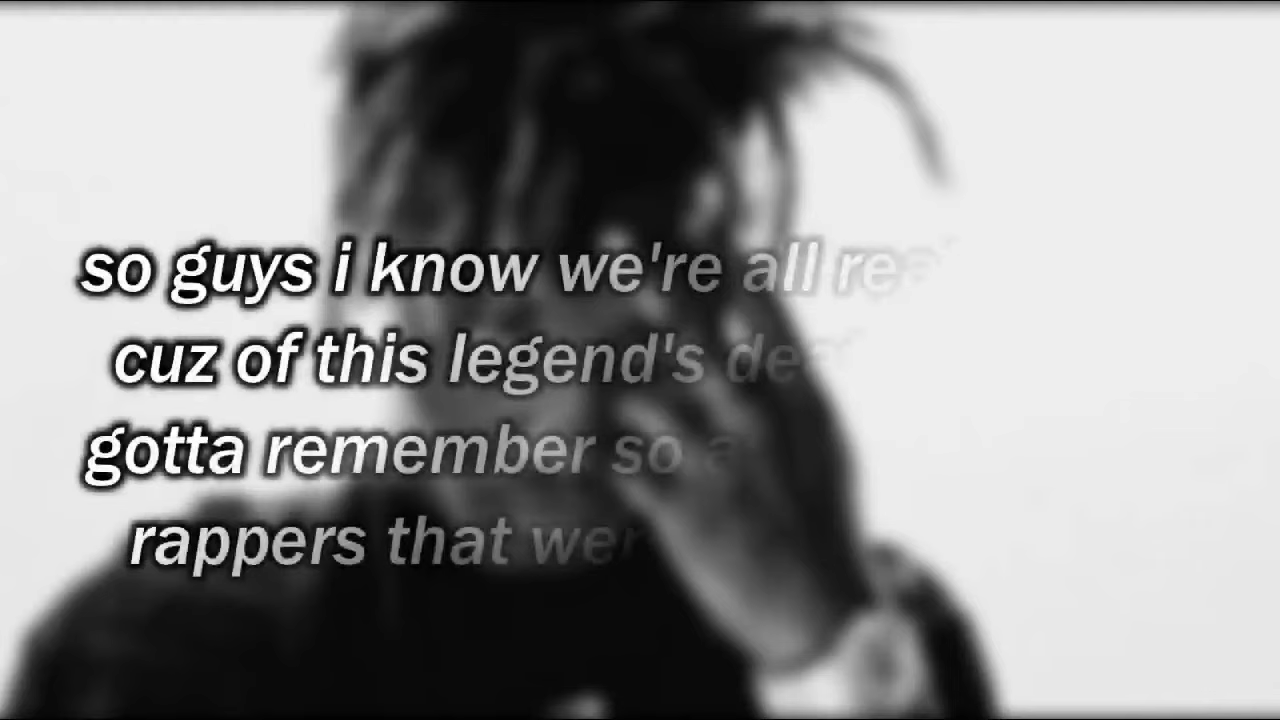 so guys i know we're all
cuz of this legend's
gotta remember so
rappers that